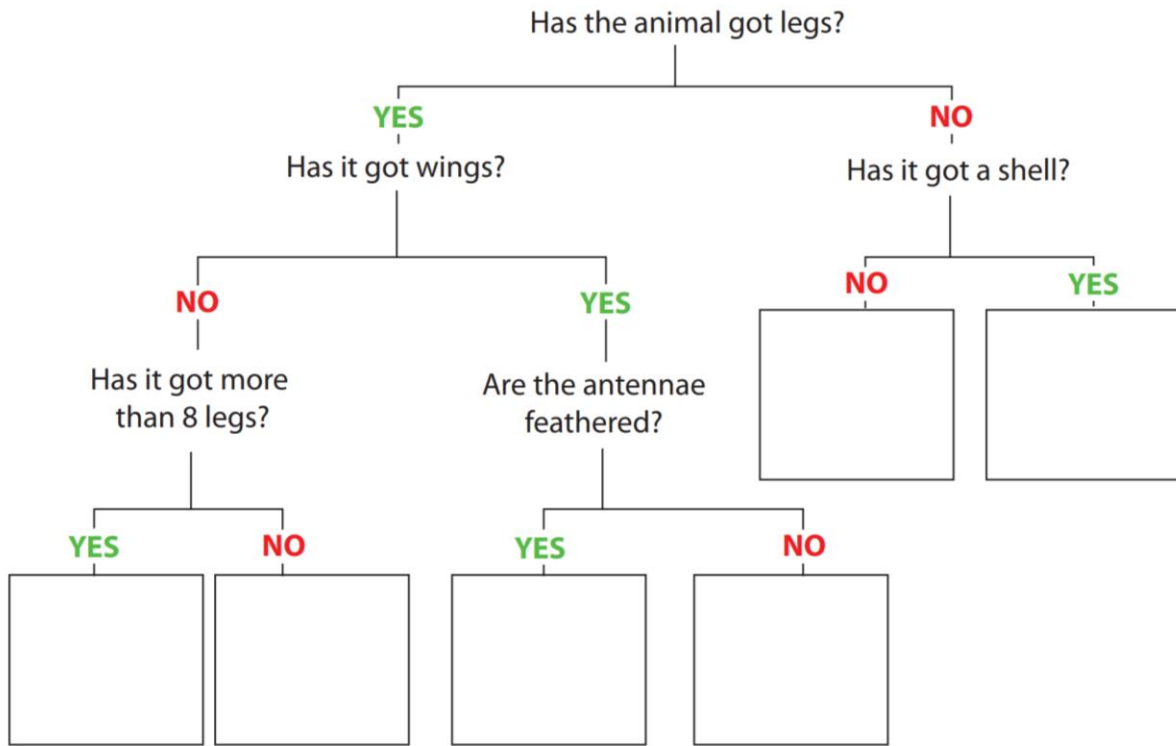 Has the animal got legs?
YES
NO
Has it got wings?
Has it got a shell?
NO
YES
NO
YES
Has it got more
than 8 legs?
Are the antennae
feathered?
YES
NO
YES
NO